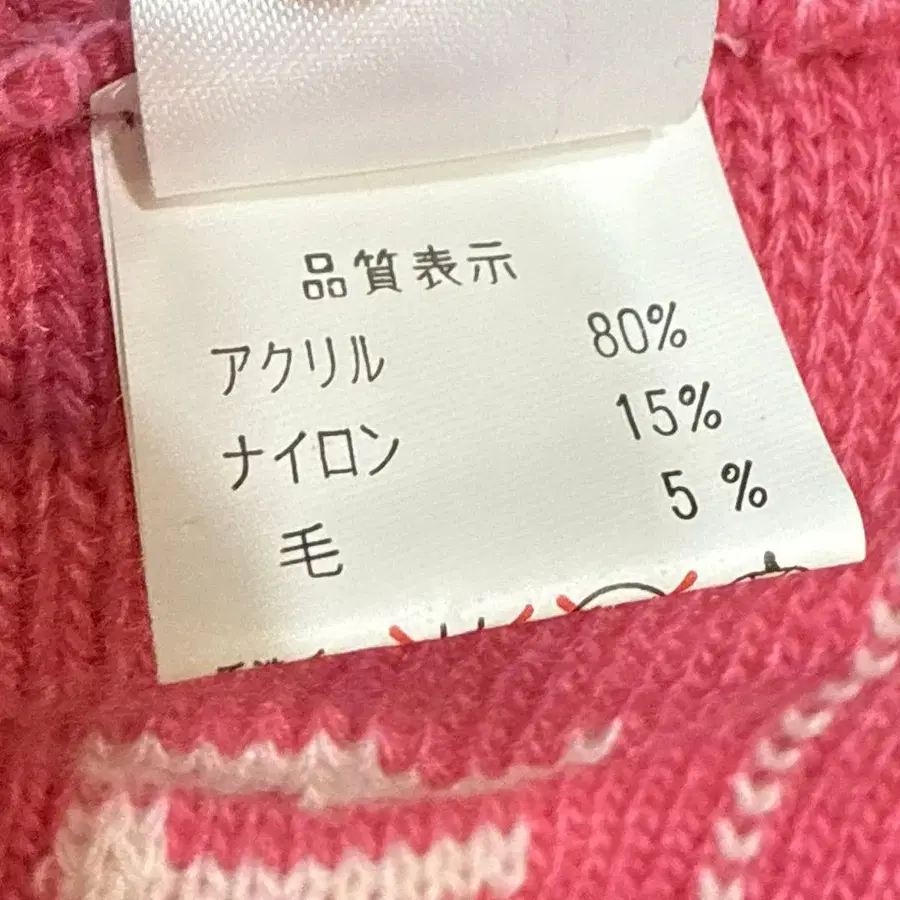 品質表示
アクリル 80%
ナイロン 15%
毛 5%